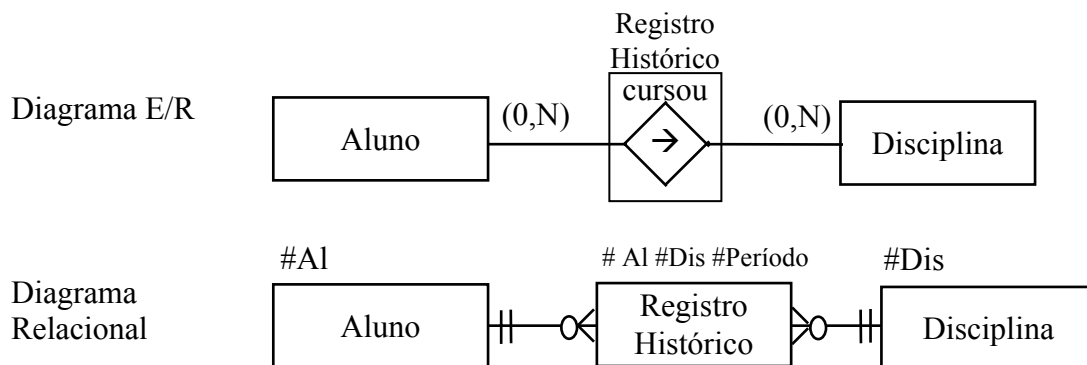 Registro
Histórico
cursou
Diagrama E/R
Aluno
(0,N)
→
(0,N)
Disciplina
#Al
# Al #Dis #Período
#Dis
Diagrama
Relacional
Aluno
Registro
Histórico
Disciplina